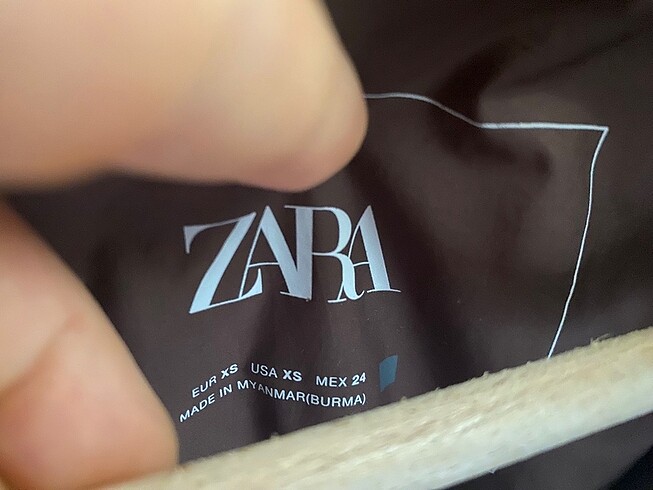 ZARA
EUR XS USA XS MEX 24
MADE IN MYANMAR(BURMA)